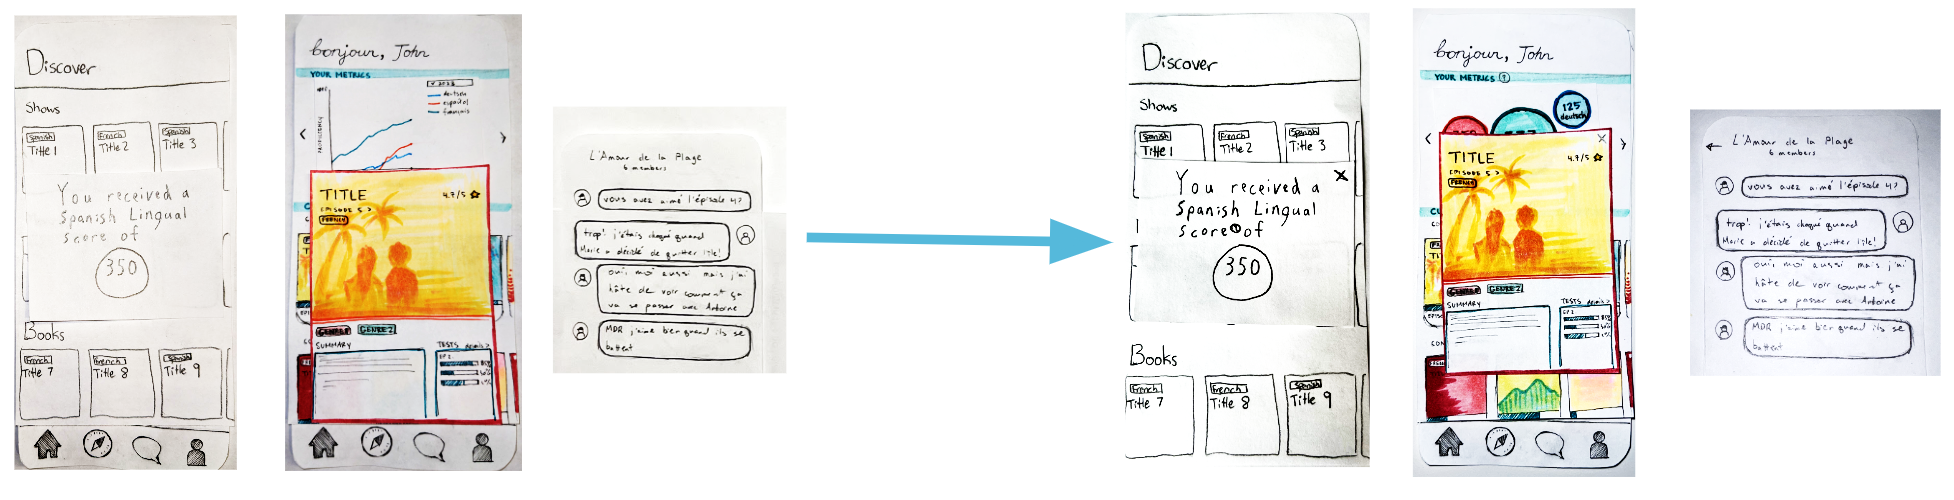 Discover
Shows
Spanish
Title 1
French
Title 2
Spanish
Title 3
You received a
Spanish Lingual
score of
350
Books
French
Title 7
French
Title 8
Spanish
Title 9
bonjour, John
YOUR METRICS
2022
deutsch
español
français
PROFICIENCY
TITLE
4.7/5
EPISODE 5 >
FRENCH
GENRE 2
SUMMARY
TESTS
details >
EP 2
L'Amour de la Plage
6 members
vous avez aimé l'épisode 4?
trop! j'étais choqué quand
Marie a décidé de quitter l'île!
oui, moi aussi mais j'ai
hâte de voir comment ça
va se passer avec Antoine
MDR j'aime bien quand ils se
battent
Discover
Shows
Spanish
Title 1
French
Title 2
Spanish
Title 3
You received a
Spanish Lingual
score of
350
Books
French
Title 7
French
Title 8
Spanish
Title 9
bonjour, John
YOUR METRICS
125
deutsch
TITLE
4.7/5
EPISODE 5 >
FRENCH
GENRE 2
SUMMARY
TESTS
details >
EP 2
L'Amour de la Plage
6 members
vous avez aimé l'épisode 4?
trop! j'étais choqué quand
Marie a décidé de quitter l'île!
oui, moi aussi mais j'ai
hâte de voir comment ça
va se passer avec Antoine
MDR j'aime bien quand ils se
battent